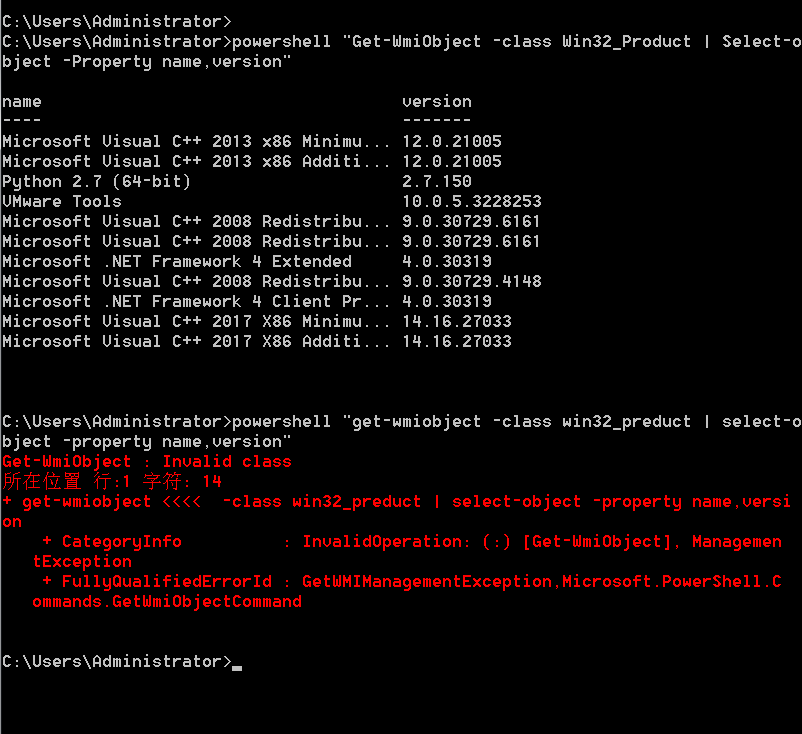 C:\Users\Administrator>
C:\Users\Administrator>powershell "Get-WmiObject -class Win32_Product | Select-o
bject -Property name,version"
name                                    version
----                                    -------
Microsoft Visual C++ 2013 x86 Minimu... 12.0.21005
Microsoft Visual C++ 2013 x86 Additi... 12.0.21005
Python 2.7 (64-bit)                     2.7.150
VMware Tools                            10.0.5.3228253
Microsoft Visual C++ 2008 Redistribu... 9.0.30729.6161
Microsoft Visual C++ 2008 Redistribu... 9.0.30729.6161
Microsoft .NET Framework 4 Extended     4.0.30319
Microsoft Visual C++ 2008 Redistribu... 9.0.30729.4148
Microsoft .NET Framework 4 Client Pr... 4.0.30319
Microsoft Visual C++ 2017 X86 Minimu... 14.16.27033
Microsoft Visual C++ 2017 X86 Additi... 14.16.27033
C:\Users\Administrator>powershell "get-wmiobject -class win32_preduct | select-o
bject -property name,version"
Get-WmiObject : Invalid class
所在位置 行:1 字符: 14
+ get-wmiobject <<<<  -class win32_preduct | select-object -property name,versi
on
    + CategoryInfo          : InvalidOperation: (:) [Get-WmiObject], Managemen
   tException
    + FullyQualifiedErrorId : GetWMIManagementException,Microsoft.PowerShell.C
   ommands.GetWmiObjectCommand
C:\Users\Administrator>